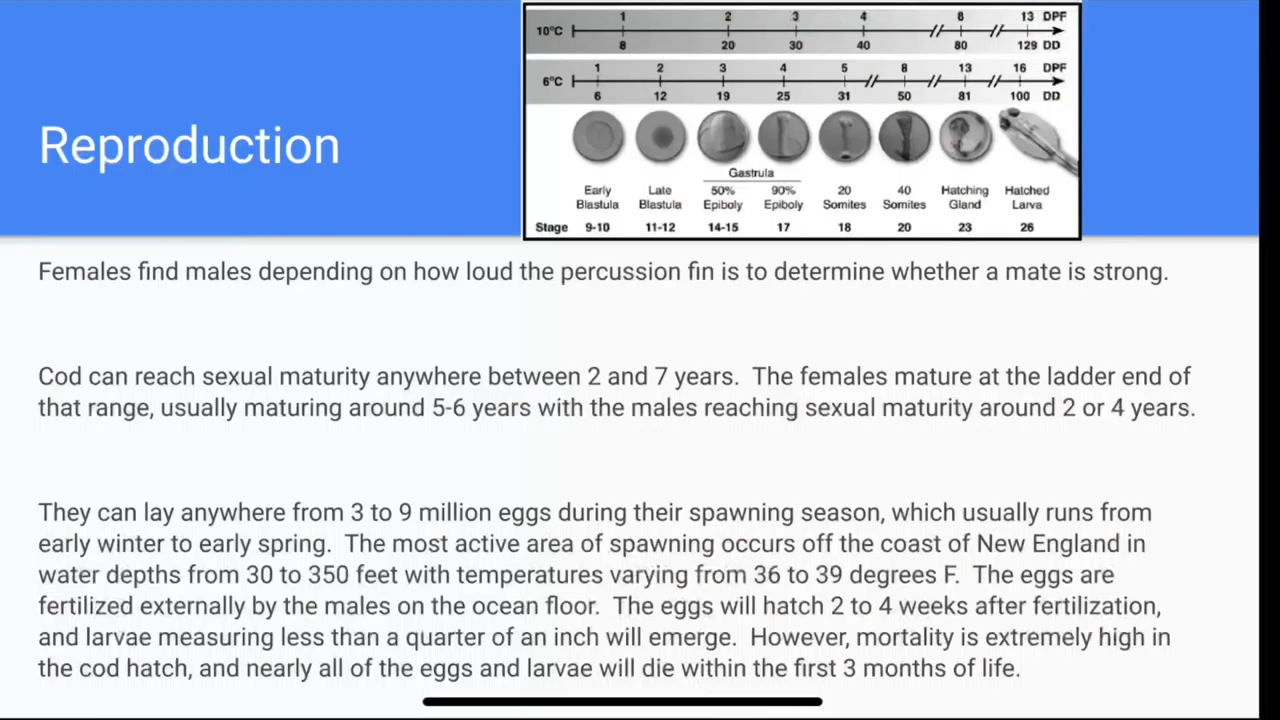 Reproduction
1 2 3 4 8 13 DPF
10°C
8 20 30 40 80 129 DD
1 2 3 4 5 8 13 16 DPF
6°C
6 12 19 25 31 50 81 100 DD
Gastrula
Early Late 50% 90% 20 40 Hatching Hatched
Blastula Blastula Epiboly Epiboly Somites Somites Gland Larva
Stage 9-10 11-12 14-15 17 18 20 23 26
Females find males depending on how loud the percussion fin is to determine whether a mate is strong.
Cod can reach sexual maturity anywhere between 2 and 7 years. The females mature at the ladder end of
that range, usually maturing around 5-6 years with the males reaching sexual maturity around 2 or 4 years.
They can lay anywhere from 3 to 9 million eggs during their spawning season, which usually runs from
early winter to early spring. The most active area of spawning occurs off the coast of New England in
water depths from 30 to 350 feet with temperatures varying from 36 to 39 degrees F. The eggs are
fertilized externally by the males on the ocean floor. The eggs will hatch 2 to 4 weeks after fertilization,
and larvae measuring less than a quarter of an inch will emerge. However, mortality is extremely high in
the cod hatch, and nearly all of the eggs and larvae will die within the first 3 months of life.